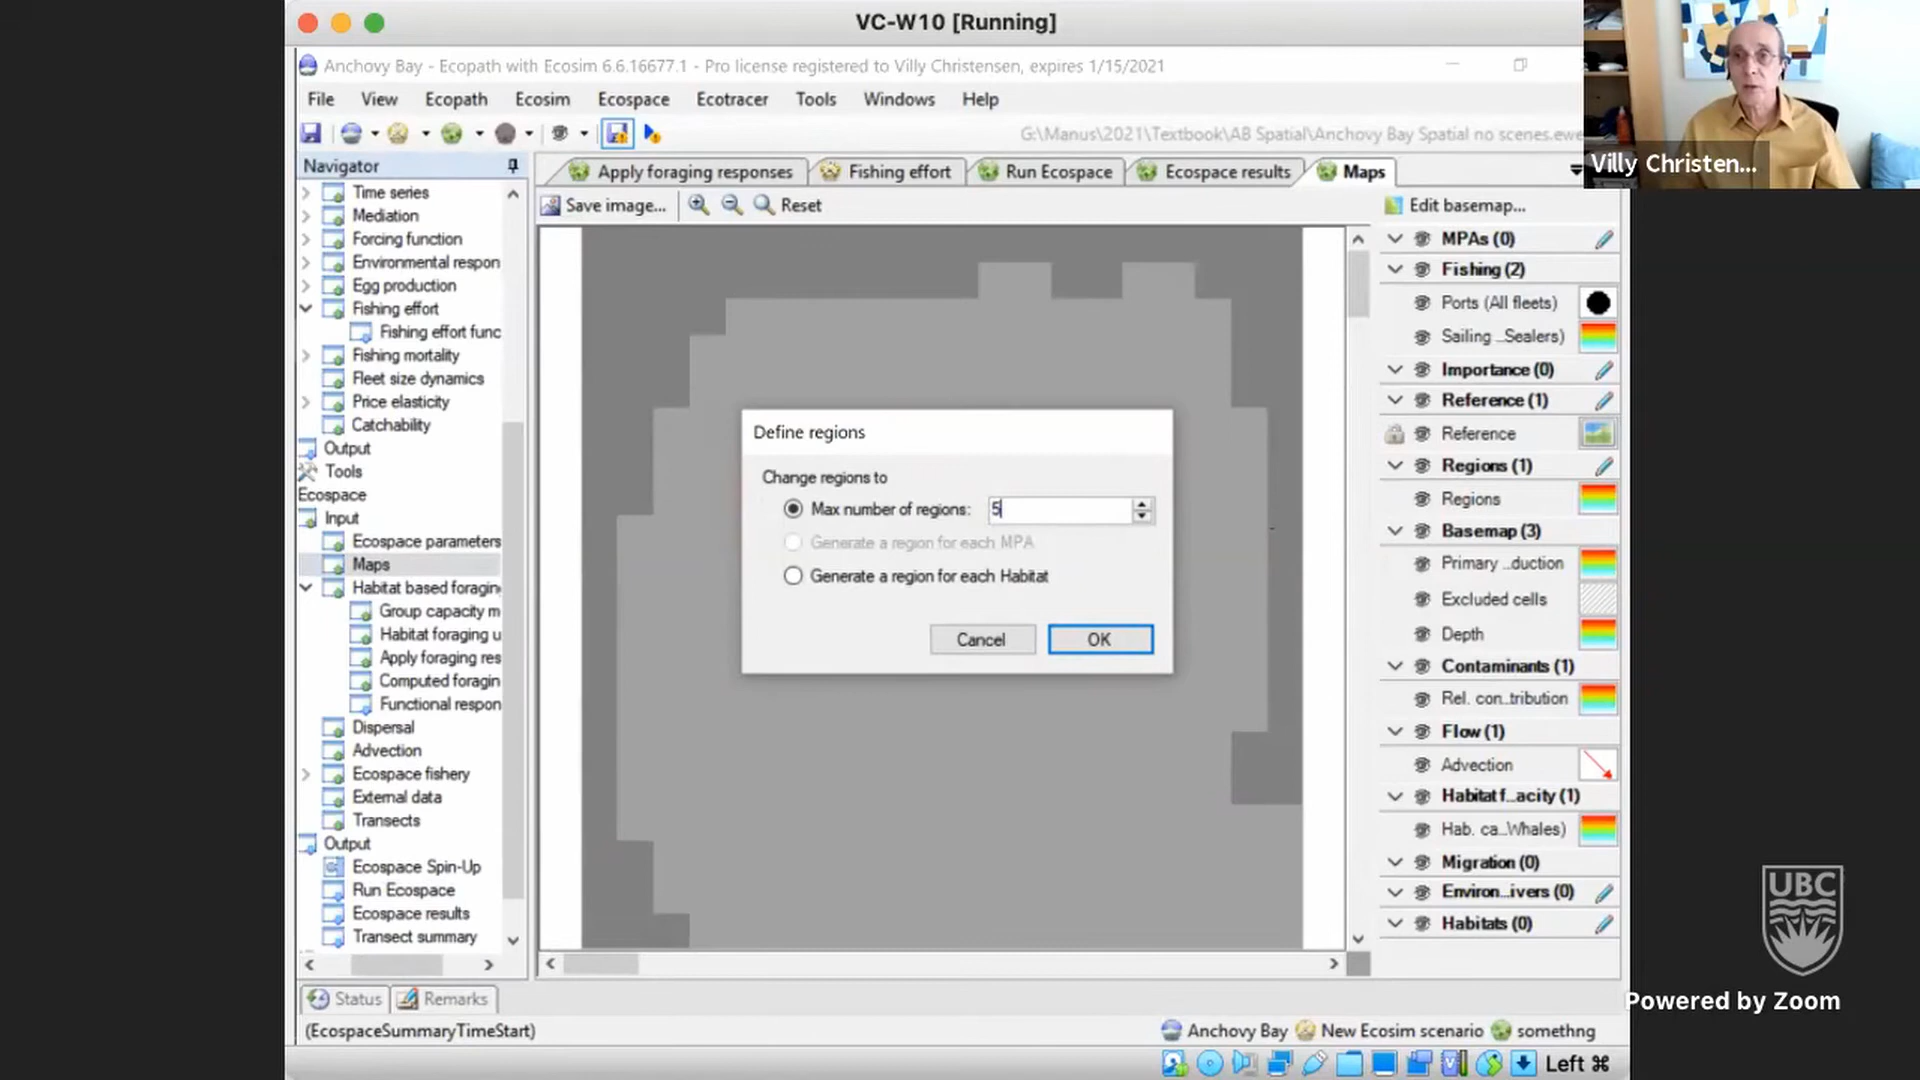 VC-W10 [Running]
Anchovy Bay - Ecopath with Ecosim 6.6.16677.1 - Pro license registered to Villy Christensen, expires 1/15/2021
File View Ecopath Ecosim Ecospace Ecotracer Tools Windows Help
G:\Manus\2021\Textbook\AB Spatial\Anchovy Bay Spatial no scenes.ewe
Villy Christen...
Navigator
Time series
Mediation
Forcing function
Environmental respon
Egg production
Fishing effort
Fishing effort func
Fishing mortality
Fleet size dynamics
Price elasticity
Catchability
Output
Tools
Ecospace
Input
Ecospace parameters
Maps
Habitat based foraging
Group capacity m
Habitat foraging u
Apply foraging res
Computed foragin
Functional respon
Dispersal
Advection
Ecospace fishery
External data
Transects
Output
Ecospace Spin-Up
Run Ecospace
Ecospace results
Transect summary
Apply foraging responses Fishing effort Run Ecospace Ecospace results Maps
Save image... Reset
Define regions
Change regions to
Max number of regions: 5
Generate a region for each MPA
Generate a region for each Habitat
Cancel OK
Edit basemap...
MPAs (0)
Fishing (2)
Ports (All fleets)
Sailing ...Sealers)
Importance (0)
Reference (1)
Reference
Regions (1)
Regions
Basemap (3)
Primary ...duction
Excluded cells
Depth
Contaminants (1)
Rel. con...tribution
Flow (1)
Advection
Habitat f...acity (1)
Hab. ca...Whales)
Migration (0)
Environ...ivers (0)
Habitats (0)
Status Remarks
(EcospaceSummaryTimeStart)
Anchovy Bay New Ecosim scenario somethng
Left ⌘
UBC
Powered by Zoom